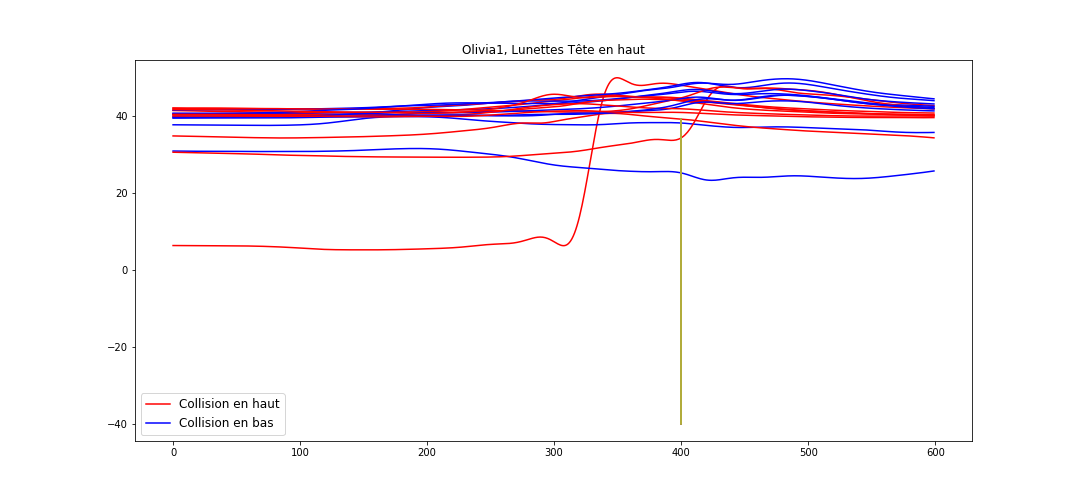 Olivia1, Lunettes Tête en haut
40
20
0
−20
−40
Collision en haut
Collision en bas
0 100 200 300 400 500 600